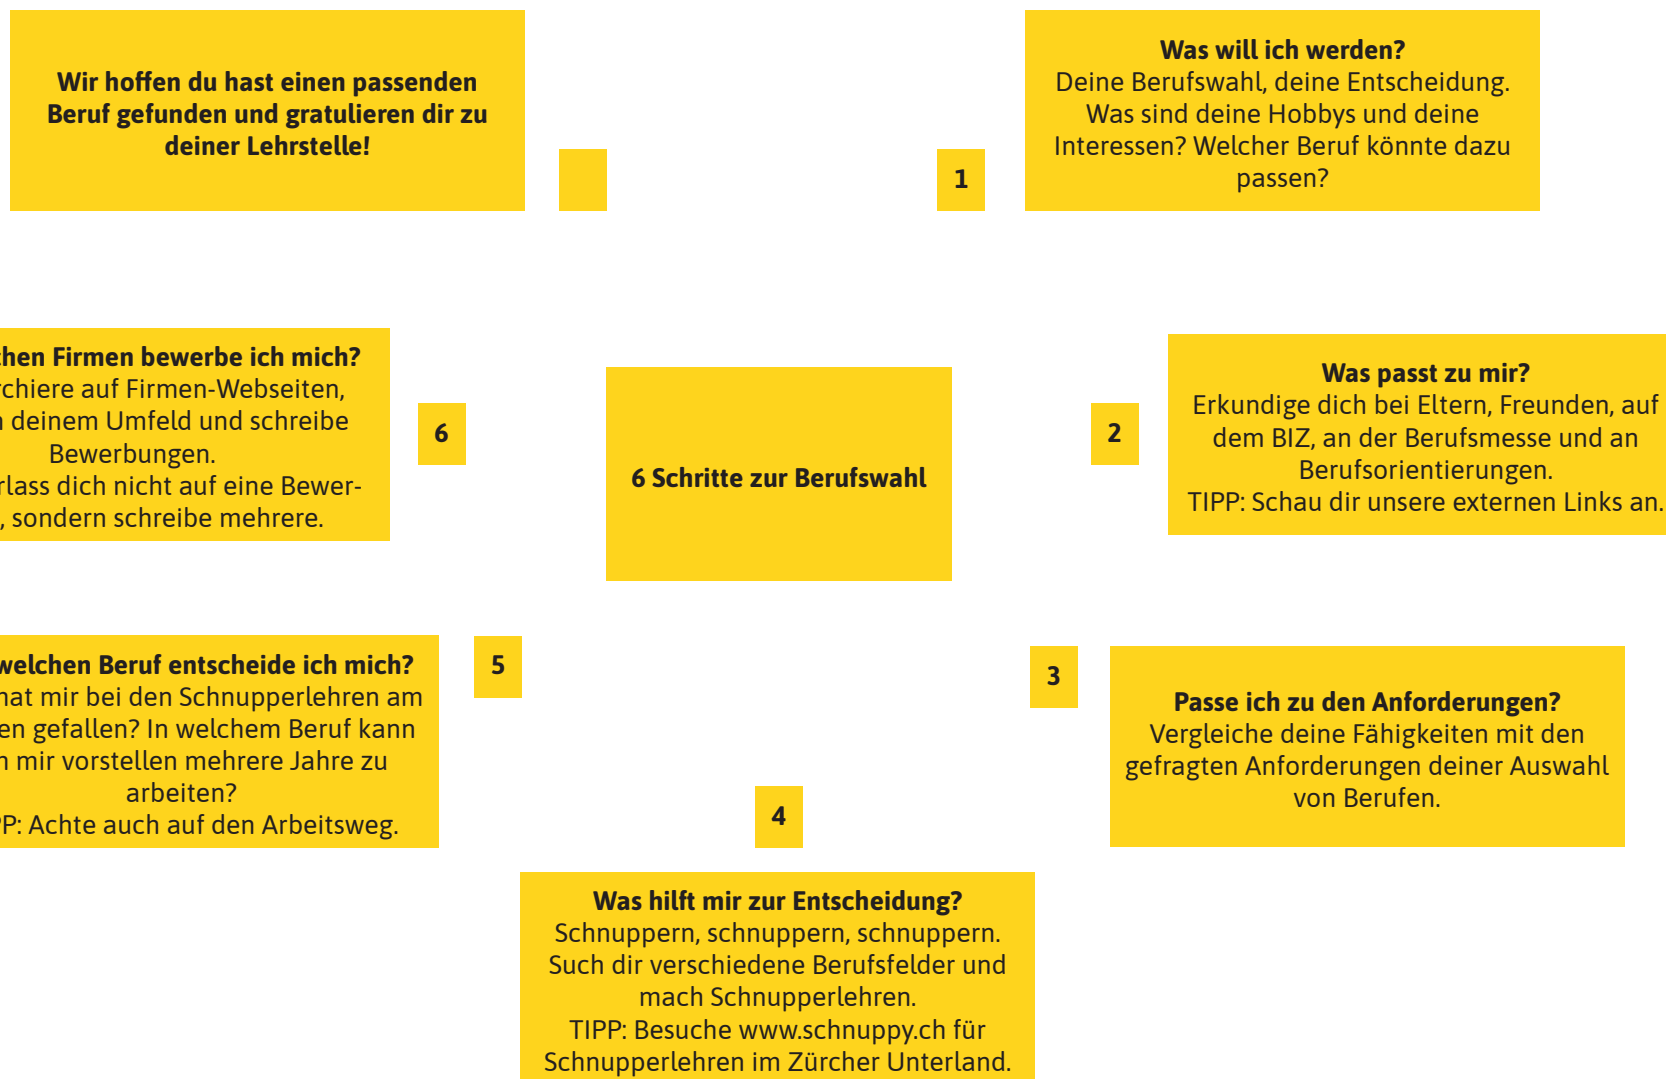 6 Schritte zur Berufswahl
1
Was will ich werden?
Deine Berufswahl, deine Entscheidung.
Was sind deine Hobbys und deine
Interessen? Welcher Beruf könnte dazu
passen?
2
Was passt zu mir?
Erkundige dich bei Eltern, Freunden, auf
dem BIZ, an der Berufsmesse und an
Berufsorientierungen.
TIPP: Schau dir unsere externen Links an.
3
Passe ich zu den Anforderungen?
Vergleiche deine Fähigkeiten mit den
gefragten Anforderungen deiner Auswahl
von Berufen.
4
Was hilft mir zur Entscheidung?
Schnuppern, schnuppern, schnuppern.
Such dir verschiedene Berufsfelder und
mach Schnupperlehren.
TIPP: Besuche www.schnuppy.ch für
Schnupperlehren im Zürcher Unterland.
5
welchen Beruf entscheide ich mich?
hat mir bei den Schnupperlehren am
gefallen? In welchem Beruf kann
mir vorstellen mehrere Jahre zu
arbeiten?
Achte auch auf den Arbeitsweg.
6
Firmen bewerbe ich mich?
auf Firmen-Webseiten,
deinem Umfeld und schreibe
Bewerbungen.
dich nicht auf eine Bewer-
, sondern schreibe mehrere.
Wir hoffen du hast einen passenden
Beruf gefunden und gratulieren dir zu
deiner Lehrstelle!